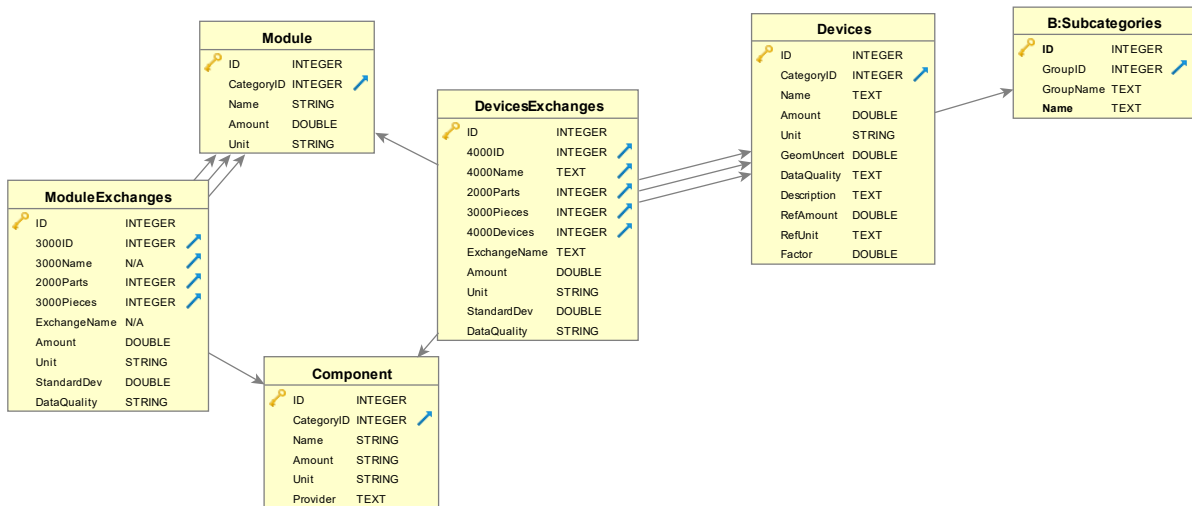 Module
ID INTEGER
CategoryID INTEGER
Name STRING
Amount DOUBLE
Unit STRING
ModuleExchanges
ID INTEGER
3000ID INTEGER
3000Name N/A
2000Parts INTEGER
3000Pieces INTEGER
ExchangeName N/A
Amount DOUBLE
Unit STRING
StandardDev DOUBLE
DataQuality STRING
Component
ID INTEGER
CategoryID INTEGER
Name STRING
Amount STRING
Unit STRING
Provider TEXT
DevicesExchanges
ID INTEGER
4000ID INTEGER
4000Name TEXT
2000Parts INTEGER
3000Pieces INTEGER
4000Devices INTEGER
ExchangeName TEXT
Amount DOUBLE
Unit STRING
StandardDev DOUBLE
DataQuality STRING
Devices
ID INTEGER
CategoryID INTEGER
Name TEXT
Amount DOUBLE
Unit STRING
GeomUncert DOUBLE
DataQuality TEXT
Description TEXT
RefAmount DOUBLE
RefUnit TEXT
Factor DOUBLE
B:Subcategories
ID INTEGER
GroupID INTEGER
GroupName TEXT
Name TEXT